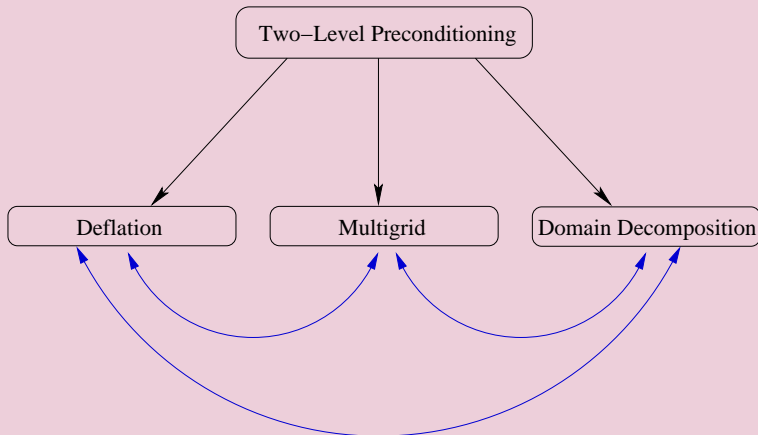 Two−Level Preconditioning
Deflation
Multigrid
Domain Decomposition